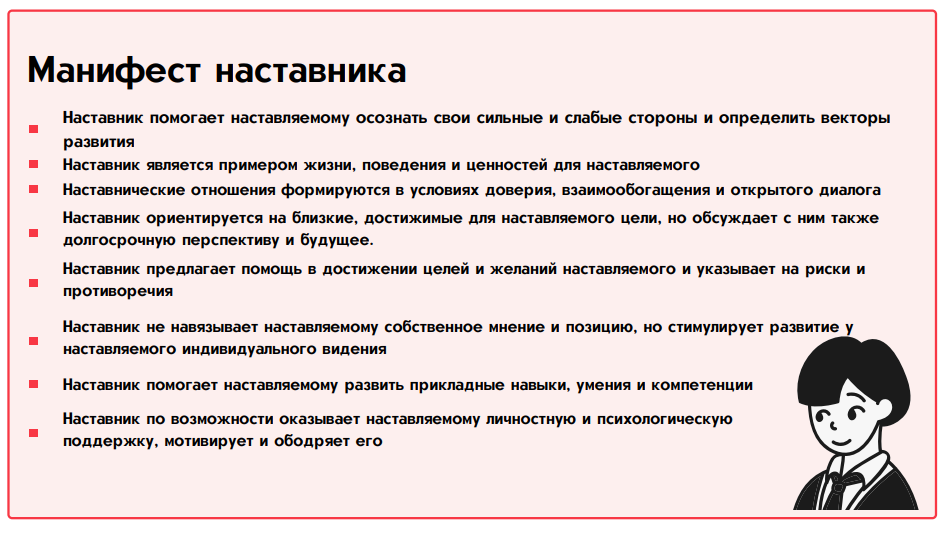 Манифест наставника
Наставник помогает наставляемому осознать свои сильные и слабые стороны и определить векторы
развития
Наставник является примером жизни, поведения и ценностей для наставляемого
Наставнические отношения формируются в условиях доверия, взаимообогащения и открытого диалога
Наставник ориентируется на близкие, достижимые для наставляемого цели, но обсуждает с ним также
долгосрочную перспективу и будущее.
Наставник предлагает помощь в достижении целей и желаний наставляемого и указывает на риски и
противоречия
Наставник не навязывает наставляемому собственное мнение и позицию, но стимулирует развитие у
наставляемого индивидуального видения
Наставник помогает наставляемому развить прикладные навыки, умения и компетенции
Наставник по возможности оказывает наставляемому личностную и психологическую
поддержку, мотивирует и ободряет его